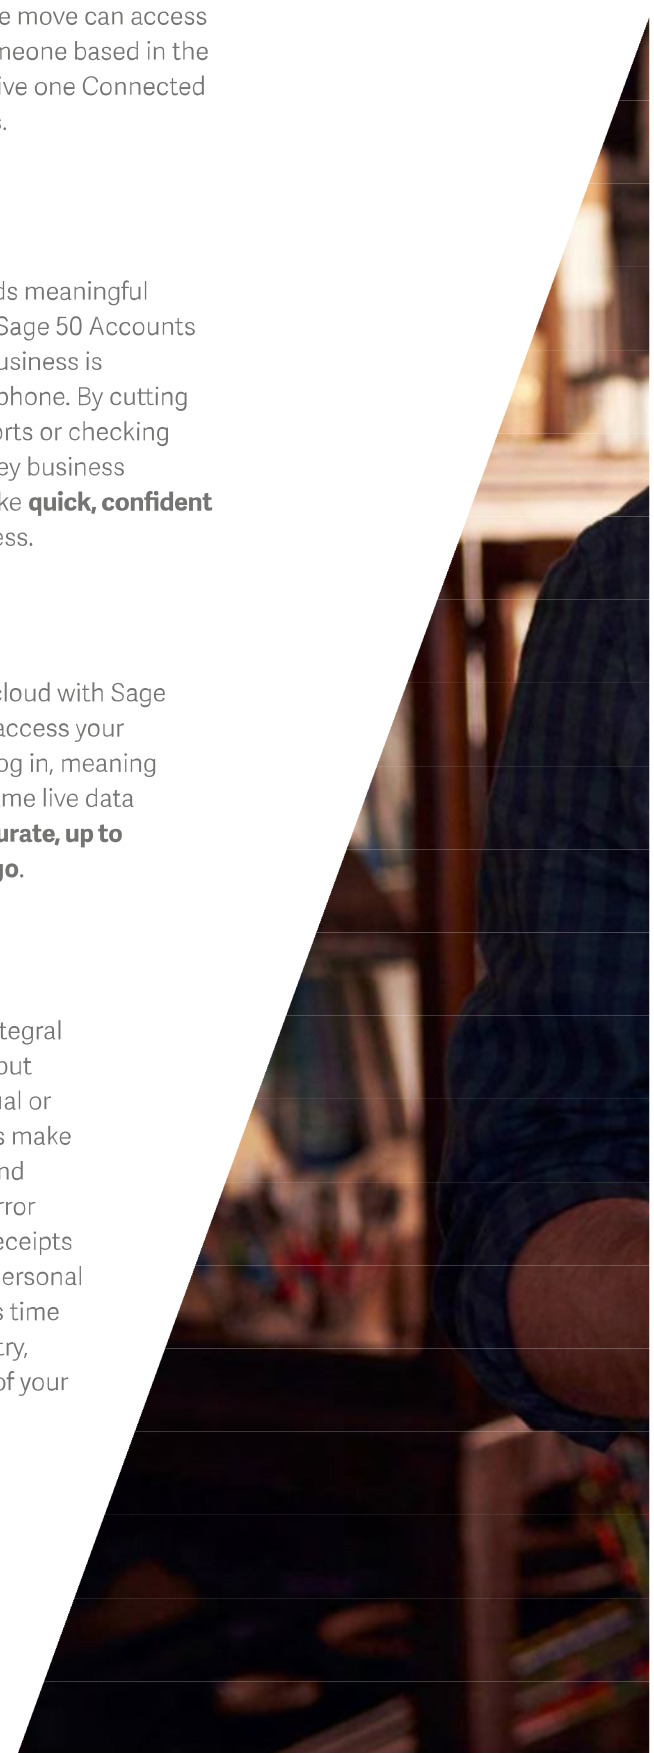 e move can access
meone based in the
ive one Connected
s.
ds meaningful
Sage 50 Accounts
usiness is
phone. By cutting
orts or checking
ey business
ke quick, confident
ess.
cloud with Sage
access your
og in, meaning
me live data
urate, up to
go.
tegral
out
ual or
s make
nd
rror
eceipts
ersonal
s time
try,
of your